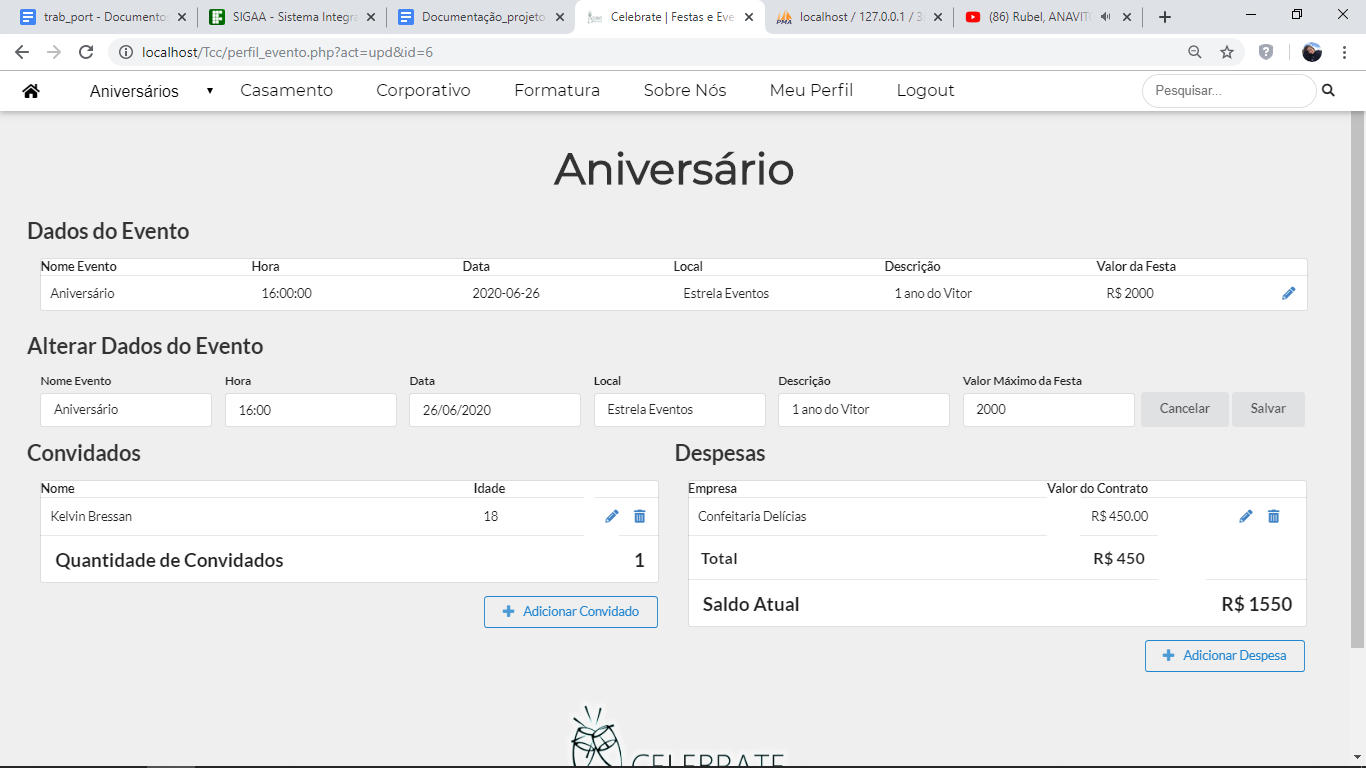 trab_port - Documento
SIGAA - Sistema Integra
Documentação_projeto
Celebrate | Festas e Eve
localhost / 127.0.0.1 / 3
(86) Rubel, ANAVIT
localhost/Tcc/perfil_evento.php?act=upd&id=6
Aniversários Casamento Corporativo Formatura Sobre Nós Meu Perfil Logout Pesquisar...
Aniversário
Dados do Evento
Nome Evento Hora Data Local Descrição Valor da Festa
Aniversário 16:00:00 2020-06-26 Estrela Eventos 1 ano do Vitor R$ 2000
Alterar Dados do Evento
Nome Evento Hora Data Local Descrição Valor Máximo da Festa
Aniversário 16:00 26/06/2020 Estrela Eventos 1 ano do Vitor 2000 Cancelar Salvar
Convidados
Nome Idade
Kelvin Bressan 18
Quantidade de Convidados 1
Adicionar Convidado
Despesas
Empresa Valor do Contrato
Confeitaria Delícias R$ 450.00
Total R$ 450
Saldo Atual R$ 1550
Adicionar Despesa
CELEBRATE